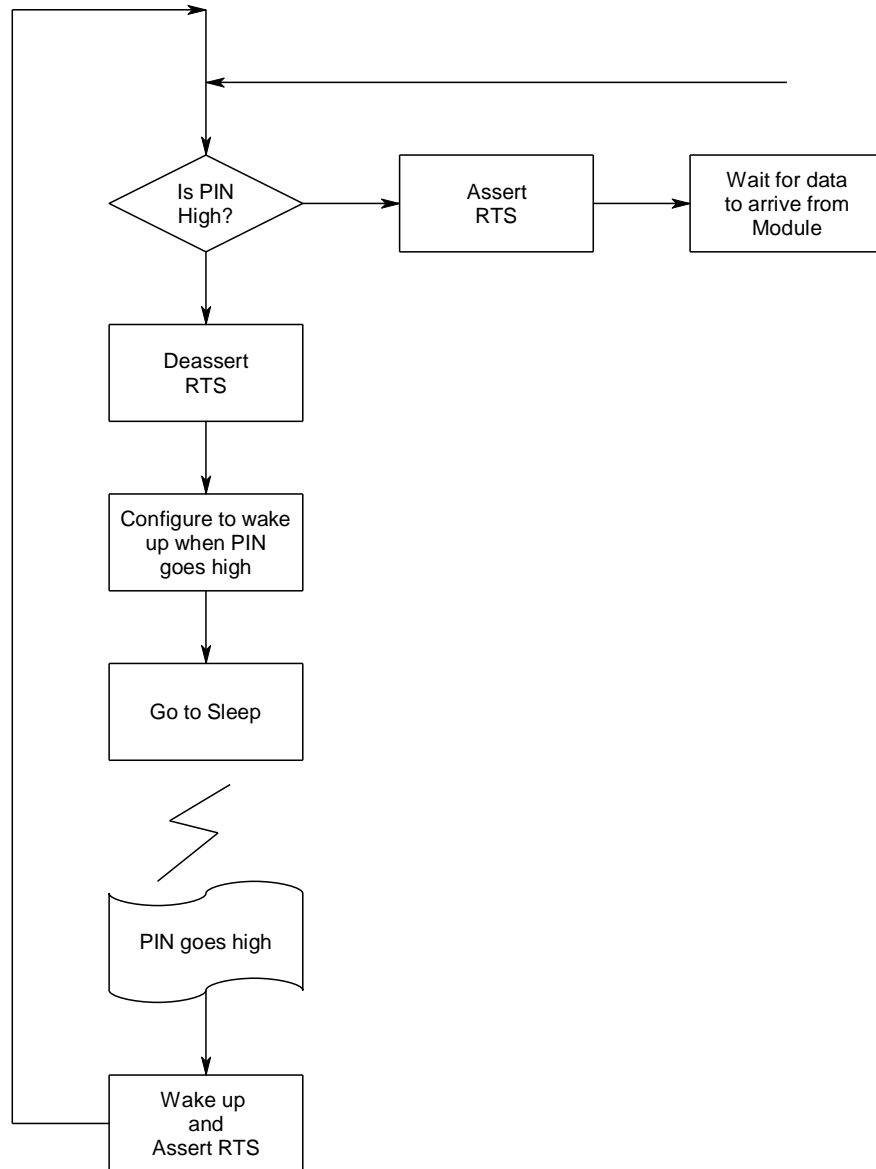 Is PIN
High?
Assert
RTS
Wait for data
to arrive from
Module
Deassert
RTS
Configure to wake
up when PIN
goes high
Go to Sleep
PIN goes high
Wake up
and
Assert RTS